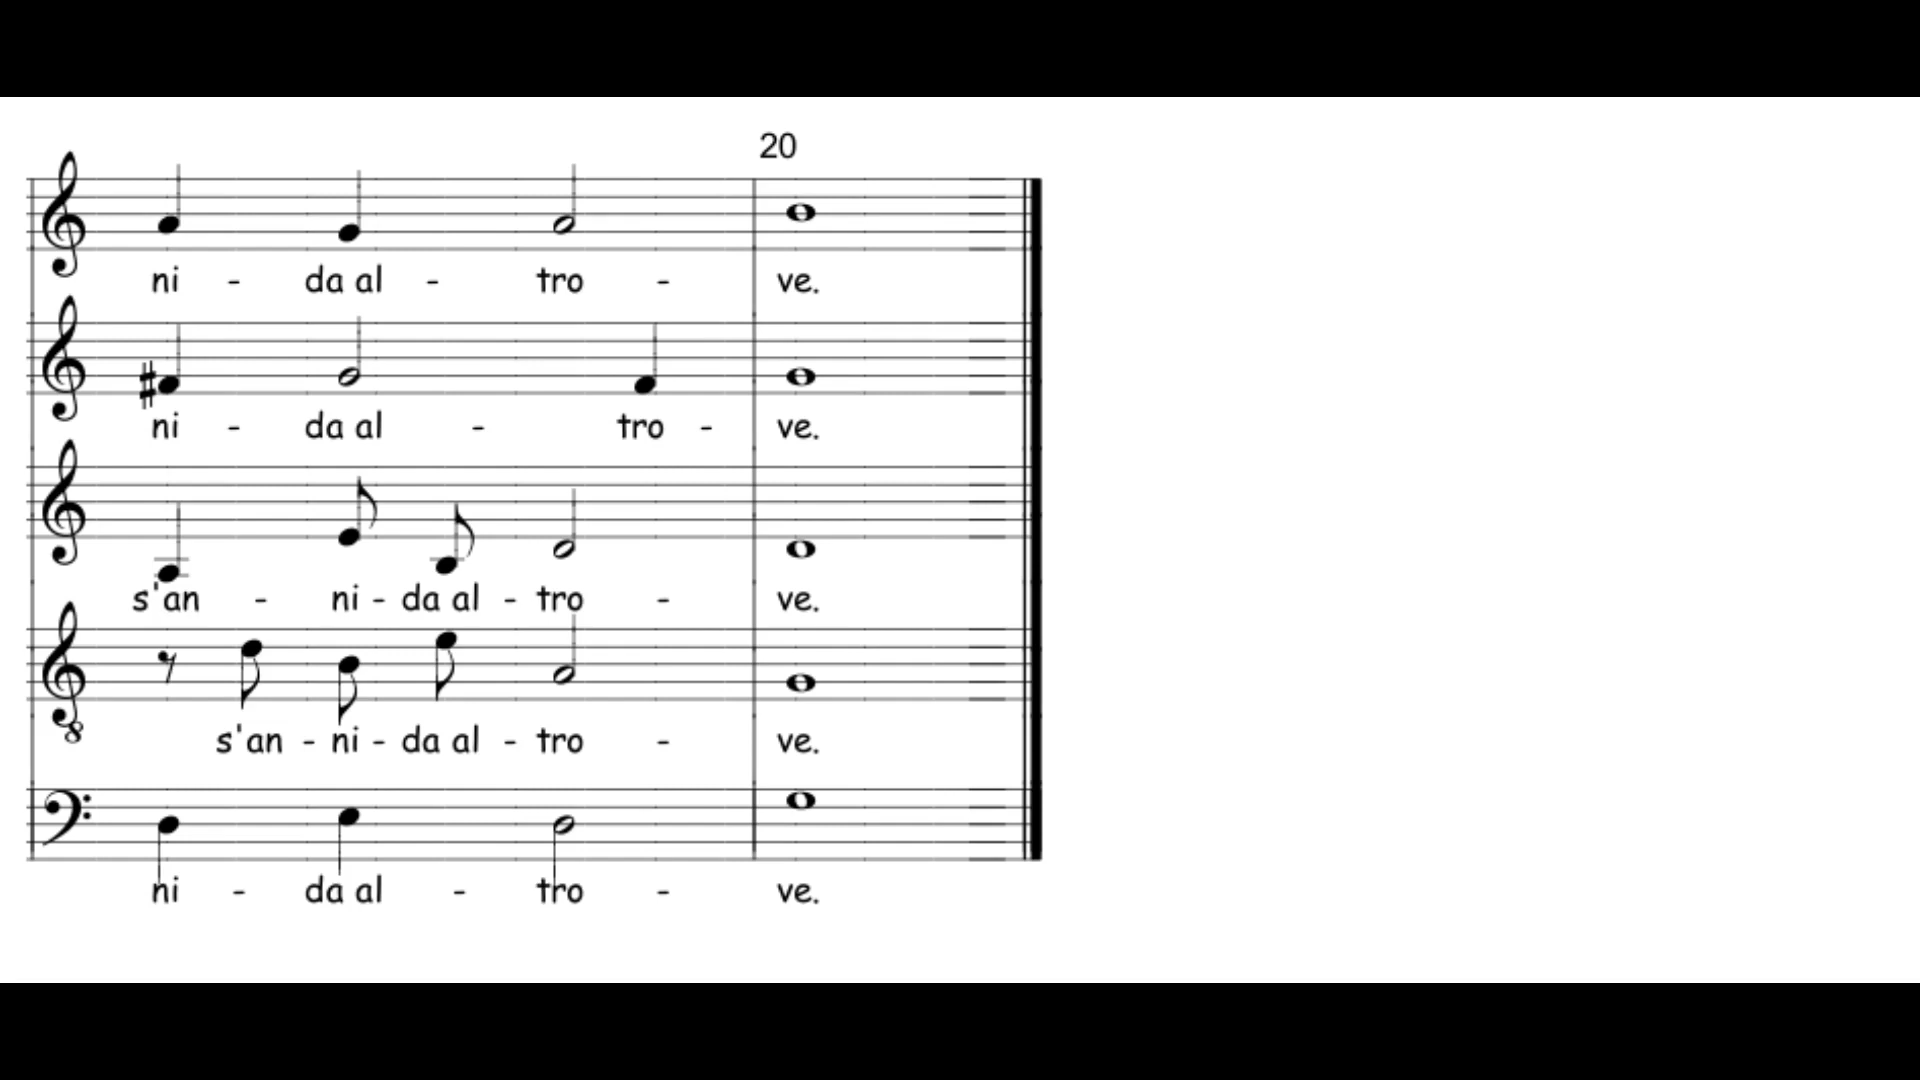 20
ni - da al - tro - ve.
ni - da al - tro - ve.
s'an - ni - da al - tro - ve.
s'an - ni - da al - tro - ve.
8
ni - da al - tro - ve.